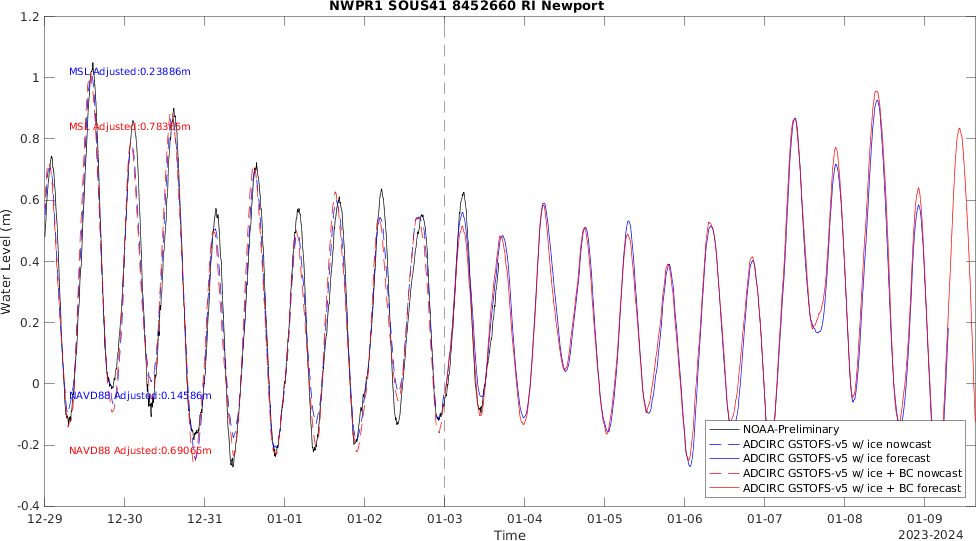 NWPR1 SOUS41 8452660 RI Newport
1.2
1
0.8
0.6
0.4
0.2
0
-0.2
-0.4
Water Level (m)
MSL Adjusted:0.23886m
MSL Adjusted:0.78365m
NAVD88 Adjusted:0.14586m
NAVD88 Adjusted:0.69065m
NOAA-Preliminary
ADCIRC GSTOFS-v5 w/ ice nowcast
ADCIRC GSTOFS-v5 w/ ice forecast
ADCIRC GSTOFS-v5 w/ ice + BC nowcast
ADCIRC GSTOFS-v5 w/ ice + BC forecast
12-29 12-30 12-31 01-01 01-02 01-03 01-04 01-05 01-06 01-07 01-08 01-09
Time
2023-2024